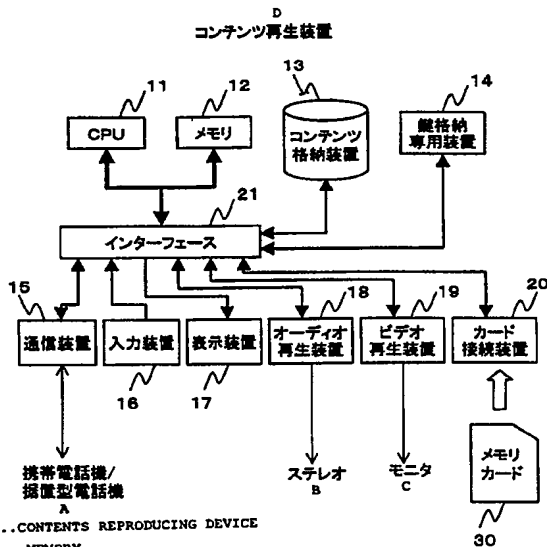 D
コンテンツ再生装置
11
12
13
14
CPU
メモリ
コンテンツ
格納装置
鍵格納
専用装置
21
インターフェース
15
18
19
20
通信装置
入力装置
表示装置
オーディオ
再生装置
ビデオ
再生装置
カード
接続装置
16
17
携帯電話機/
据置型電話機
A
ステレオ
B
モニタ
C
メモリ
カード
30
..CONTENTS REPRODUCING DEVICE